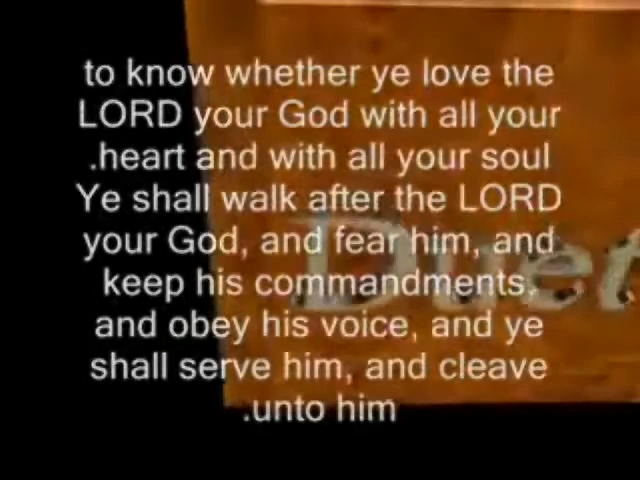 to know whether ye love the
LORD your God with all your
.heart and with all your soul
Ye shall walk after the LORD
your God, and fear him, and
keep his commandments,
and obey his voice, and ye
shall serve him, and cleave
.unto him
Duet